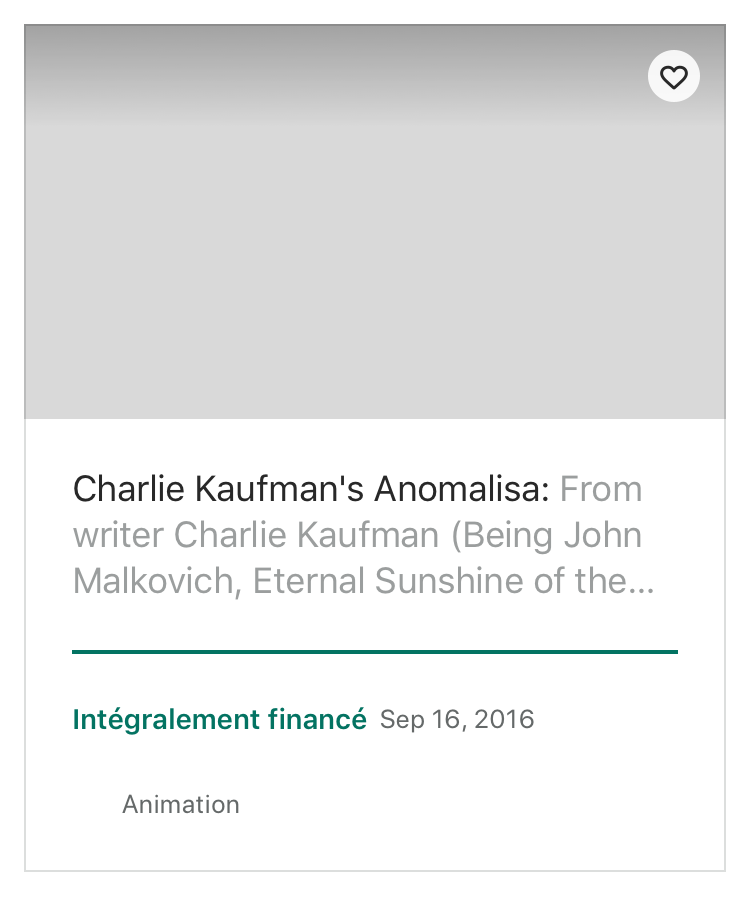 Charlie Kaufman's Anomalisa: From
writer Charlie Kaufman (Being John
Malkovich, Eternal Sunshine of the...
Intégralement financé Sep 16, 2016
Animation